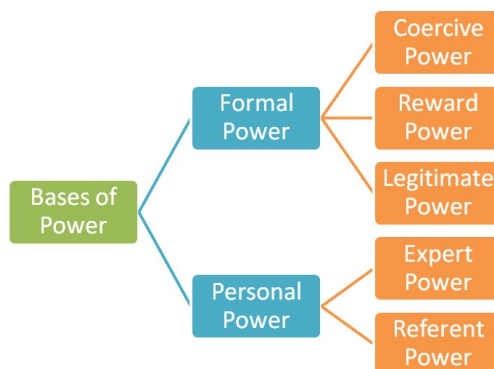 Coercive
Power
Formal
Power
Reward
Power
Legitimate
Power
Bases of
Power
Expert
Power
Personal
Power
Referent
Power